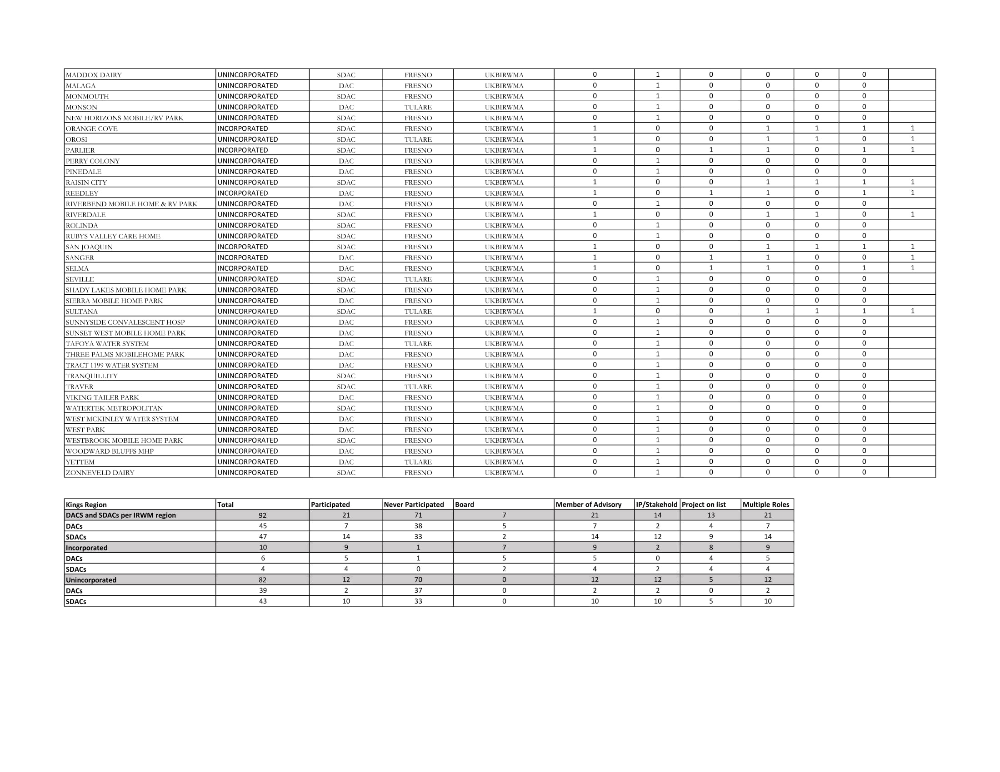 MADDOX DAIRY UNINCORPORATED SDAC FRESNO UKBIRWMA 0 1 0 0 0 0
MALAGA UNINCORPORATED DAC FRESNO UKBIRWMA 0 1 0 0 0 0
MONMOUTH UNINCORPORATED SDAC FRESNO UKBIRWMA 0 1 0 0 0 0
MONSON UNINCORPORATED DAC TULARE UKBIRWMA 0 1 0 0 0 0
NEW HORIZONS MOBILE/RV PARK UNINCORPORATED SDAC FRESNO UKBIRWMA 0 1 0 0 0 0
ORANGE COVE INCORPORATED SDAC FRESNO UKBIRWMA 1 0 0 1 1 1 1
OROSI UNINCORPORATED SDAC TULARE UKBIRWMA 1 0 0 1 1 0 1
PARLIER INCORPORATED SDAC FRESNO UKBIRWMA 1 0 1 1 0 1 1
PERRY COLONY UNINCORPORATED DAC FRESNO UKBIRWMA 0 1 0 0 0 0
PINEDALE UNINCORPORATED DAC FRESNO UKBIRWMA 0 1 0 0 0 0
RAISIN CITY UNINCORPORATED SDAC FRESNO UKBIRWMA 1 0 0 1 1 1 1
REEDLEY INCORPORATED DAC FRESNO UKBIRWMA 1 0 1 1 0 1 1
RIVERBEND MOBILE HOME & RV PARK UNINCORPORATED DAC FRESNO UKBIRWMA 0 1 0 0 0 0
RIVERDALE UNINCORPORATED SDAC FRESNO UKBIRWMA 1 0 0 1 1 0 1
ROLINDA UNINCORPORATED SDAC FRESNO UKBIRWMA 0 1 0 0 0 0
RUBYS VALLEY CARE HOME UNINCORPORATED SDAC FRESNO UKBIRWMA 0 1 0 0 0 0
SAN JOAQUIN INCORPORATED SDAC FRESNO UKBIRWMA 1 0 0 1 1 1 1
SANGER INCORPORATED DAC FRESNO UKBIRWMA 1 0 1 1 0 0 1
SELMA INCORPORATED DAC FRESNO UKBIRWMA 1 0 1 1 0 1 1
SEVILLE UNINCORPORATED SDAC TULARE UKBIRWMA 0 1 0 0 0 0
SHADY LAKES MOBILE HOME PARK UNINCORPORATED SDAC FRESNO UKBIRWMA 0 1 0 0 0 0
SIERRA MOBILE HOME PARK UNINCORPORATED DAC FRESNO UKBIRWMA 0 1 0 0 0 0
SULTANA UNINCORPORATED SDAC TULARE UKBIRWMA 1 0 0 1 1 1 1
SUNNYSIDE CONVALESCENT HOSP UNINCORPORATED DAC FRESNO UKBIRWMA 0 1 0 0 0 0
SUNSET WEST MOBILE HOME PARK UNINCORPORATED DAC FRESNO UKBIRWMA 0 1 0 0 0 0
TAFOYA WATER SYSTEM UNINCORPORATED DAC TULARE UKBIRWMA 0 1 0 0 0 0
THREE PALMS MOBILEHOME PARK UNINCORPORATED DAC FRESNO UKBIRWMA 0 1 0 0 0 0
TRACT 1199 WATER SYSTEM UNINCORPORATED DAC FRESNO UKBIRWMA 0 1 0 0 0 0
TRANQUILLITY UNINCORPORATED SDAC FRESNO UKBIRWMA 0 1 0 0 0 0
TRAVER UNINCORPORATED SDAC TULARE UKBIRWMA 0 1 0 0 0 0
VIKING TAILER PARK UNINCORPORATED DAC FRESNO UKBIRWMA 0 1 0 0 0 0
WATERTEK-METROPOLITAN UNINCORPORATED SDAC FRESNO UKBIRWMA 0 1 0 0 0 0
WEST MCKINLEY WATER SYSTEM UNINCORPORATED DAC FRESNO UKBIRWMA 0 1 0 0 0 0
WEST PARK UNINCORPORATED DAC FRESNO UKBIRWMA 0 1 0 0 0 0
WESTBROOK MOBILE HOME PARK UNINCORPORATED SDAC FRESNO UKBIRWMA 0 1 0 0 0 0
WOODWARD BLUFFS MHP UNINCORPORATED DAC FRESNO UKBIRWMA 0 1 0 0 0 0
YETTEM UNINCORPORATED DAC TULARE UKBIRWMA 0 1 0 0 0 0
ZONNEVELD DAIRY UNINCORPORATED SDAC FRESNO UKBIRWMA 0 1 0 0 0 0
Kings Region Total Participated Never Participated Board Member of Advisory IP/Stakehold Project on list Multiple Roles
DACS and SDACs per IRWM region 92 21 71 7 21 14 13 21
DACs 45 7 38 5 7 2 4 7
SDACs 47 14 33 2 14 12 9 14
Incorporated 10 9 1 7 9 2 8 9
DACs 6 5 1 5 5 0 4 5
SDACs 4 4 0 2 4 2 4 4
Unincorporated 82 12 70 0 12 12 5 12
DACs 39 2 37 0 2 2 0 2
SDACs 43 10 33 0 10 10 5 10